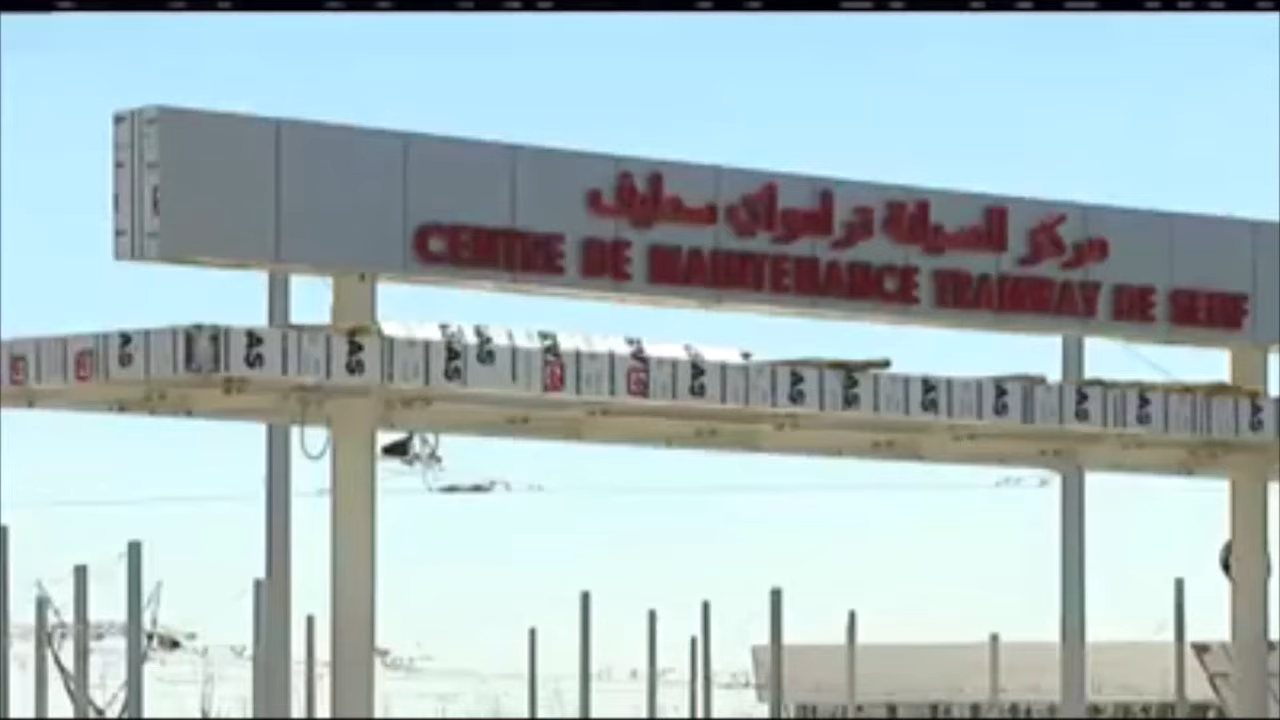 مركز الصيانة ترامواي سطيف
CENTRE DE MAINTENANCE TRAMWAY DE SETIF